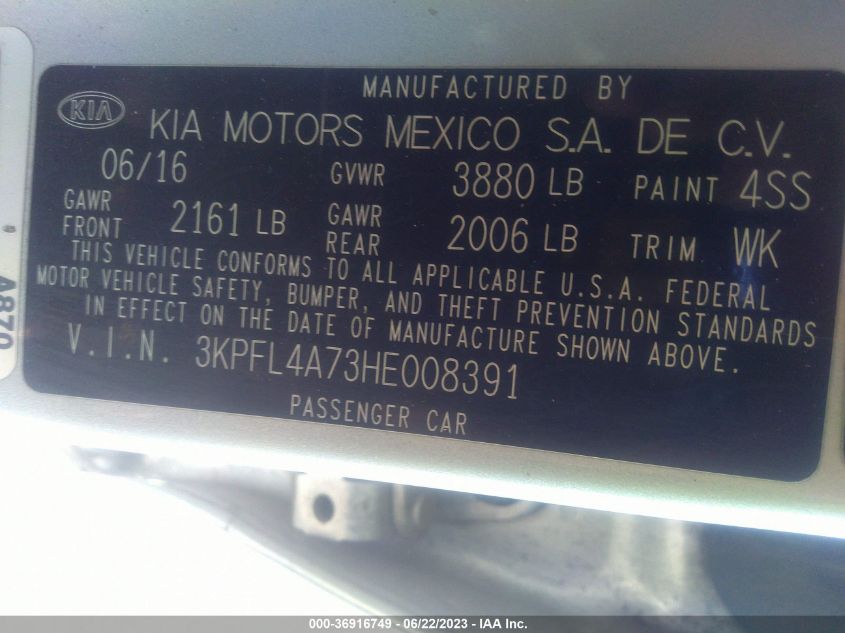 MANUFACTURED BY
KIA
KIA MOTORS MEXICO S.A. DE C.V.
06/16 GVWR 3880 LB PAINT 4SS
GAWR FRONT 2161 LB GAWR REAR 2006 LB TRIM WK
THIS VEHICLE CONFORMS TO ALL APPLICABLE U.S.A. FEDERAL
MOTOR VEHICLE SAFETY, BUMPER, AND THEFT PREVENTION STANDARDS
IN EFFECT ON THE DATE OF MANUFACTURE SHOWN ABOVE.
V.I.N. 3KPFL4A73HE008391
PASSENGER CAR
A870
000-36916749 - 06/22/2023 - IAA Inc.